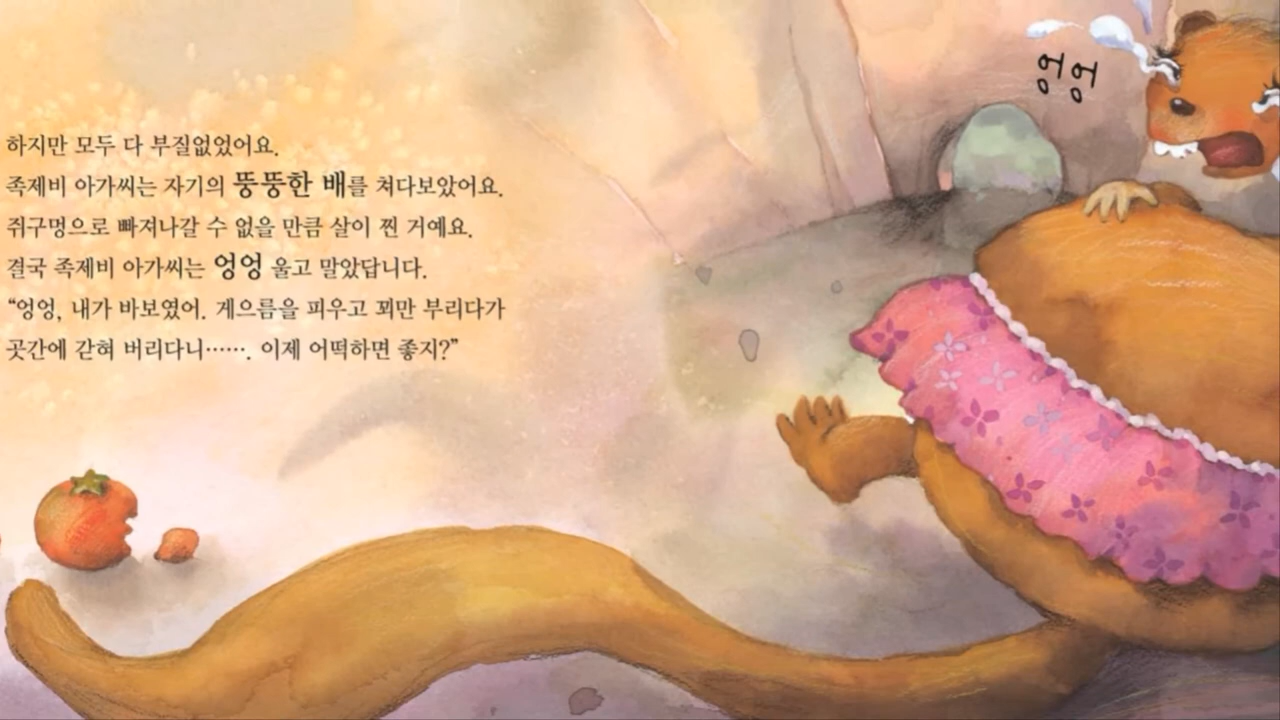 하지만 모두 다 부질없었어요.
족제비 아가씨는 자기의 뚱뚱한 배를 쳐다보았어요.
쥐구멍으로 빠져나갈 수 없을 만큼 살이 찐 거예요.
결국 족제비 아가씨는 엉엉 울고 말았답니다.
“엉엉, 내가 바보였어. 게으름을 피우고 꾀만 부리다가
곳간에 갇혀 버리다니……. 이제 어떡하면 좋지?”
엉엉